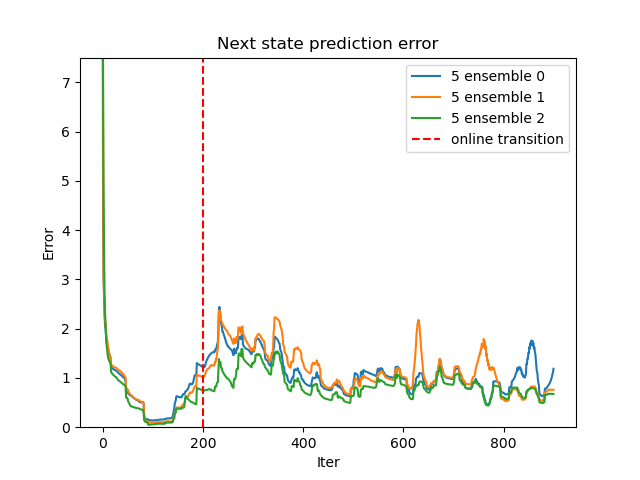 Next state prediction error
7
6
5
4
3
2
1
0
Error
5 ensemble 0
5 ensemble 1
5 ensemble 2
online transition
0 200 400 600 800
Iter